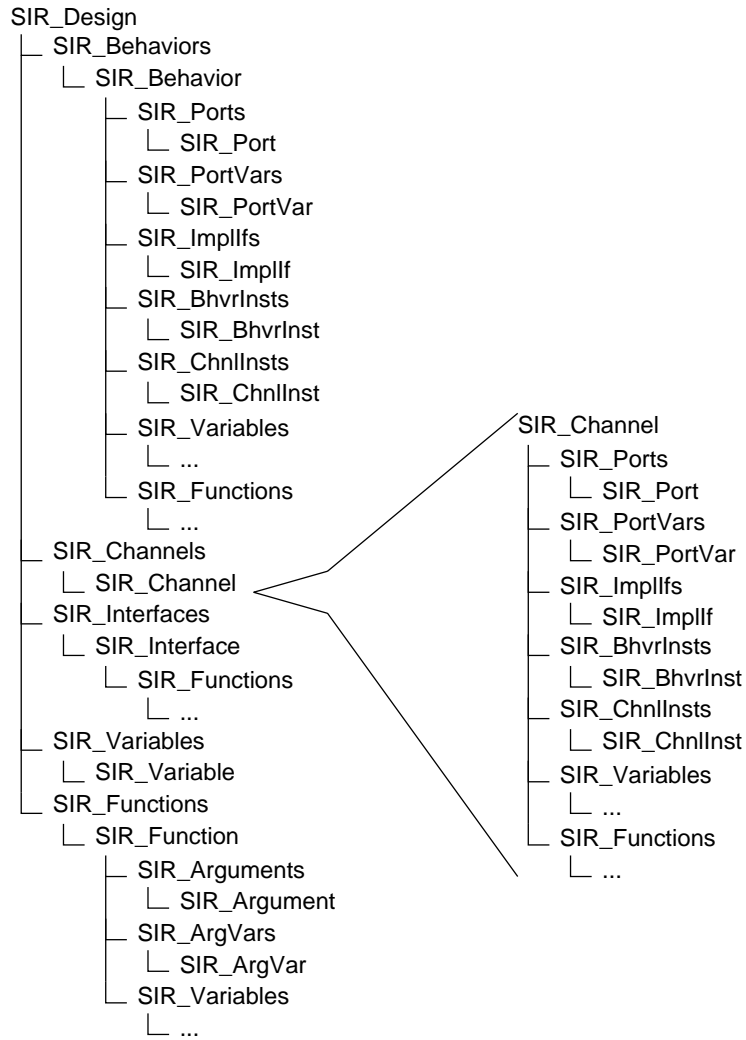 SIR_Design
SIR_Behaviors
SIR_Behavior
SIR_Ports
SIR_Port
SIR_PortVars
SIR_PortVar
SIR_ImplIfs
SIR_ImplIf
SIR_BhvrInsts
SIR_BhvrInst
SIR_ChnlInsts
SIR_ChnlInst
SIR_Variables
...
SIR_Functions
...
SIR_Channels
SIR_Channel
SIR_Interfaces
SIR_Interface
SIR_Functions
...
SIR_Variables
SIR_Variable
SIR_Functions
SIR_Function
SIR_Arguments
SIR_Argument
SIR_ArgVars
SIR_ArgVar
SIR_Variables
...
SIR_Channel
SIR_Ports
SIR_Port
SIR_PortVars
SIR_PortVar
SIR_ImplIfs
SIR_ImplIf
SIR_BhvrInsts
SIR_BhvrInst
SIR_ChnlInsts
SIR_ChnlInst
SIR_Variables
...
SIR_Functions
...